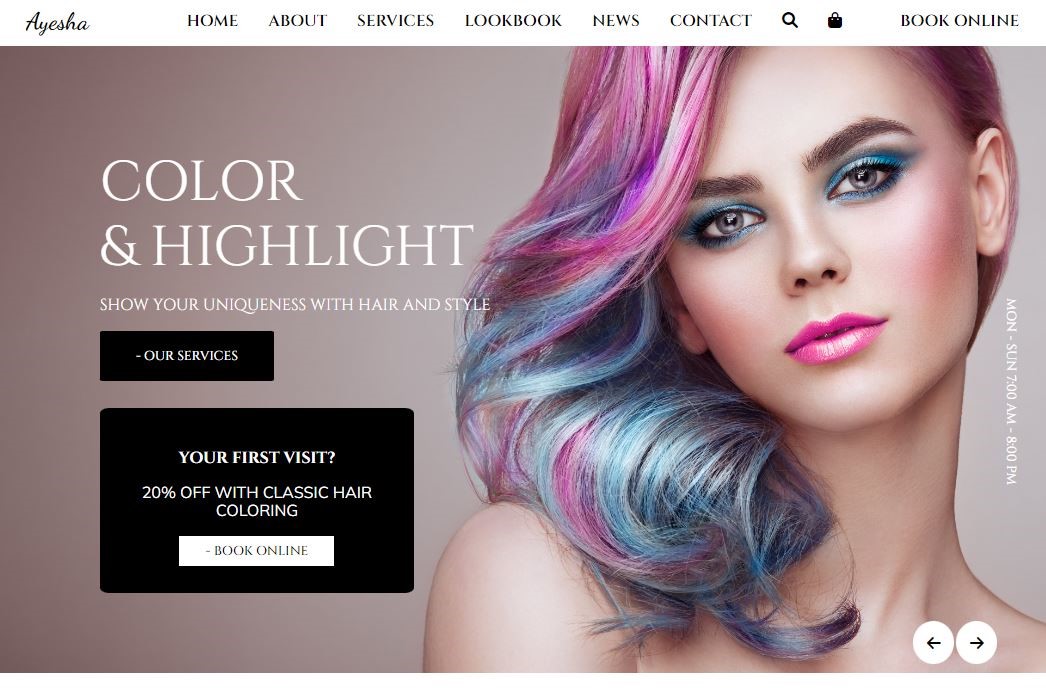 Ayesha
HOME ABOUT SERVICES LOOKBOOK NEWS CONTACT BOOK ONLINE
COLOR
& HIGHLIGHT
SHOW YOUR UNIQUENESS WITH HAIR AND STYLE
- OUR SERVICES
YOUR FIRST VISIT?
20% OFF WITH CLASSIC HAIR
COLORING
- BOOK ONLINE
MON - SUN 7:00 AM - 8:00 PM